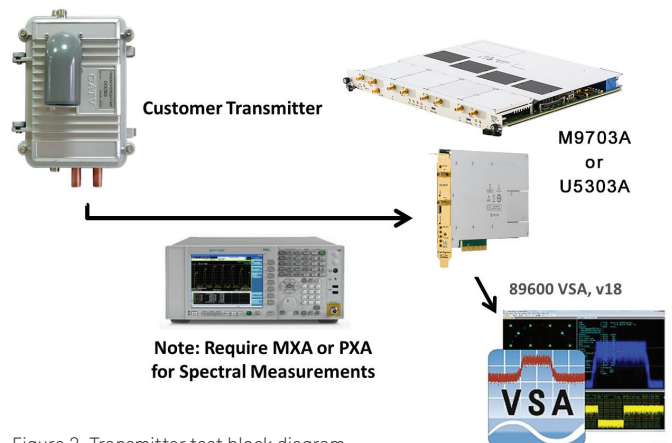 CATV
Customer Transmitter
M9703A
or
U5303A
89600 VSA, v18
Note: Require MXA or PXA
for Spectral Measurements
VSA
Figure 2. Transmitter test block diagram